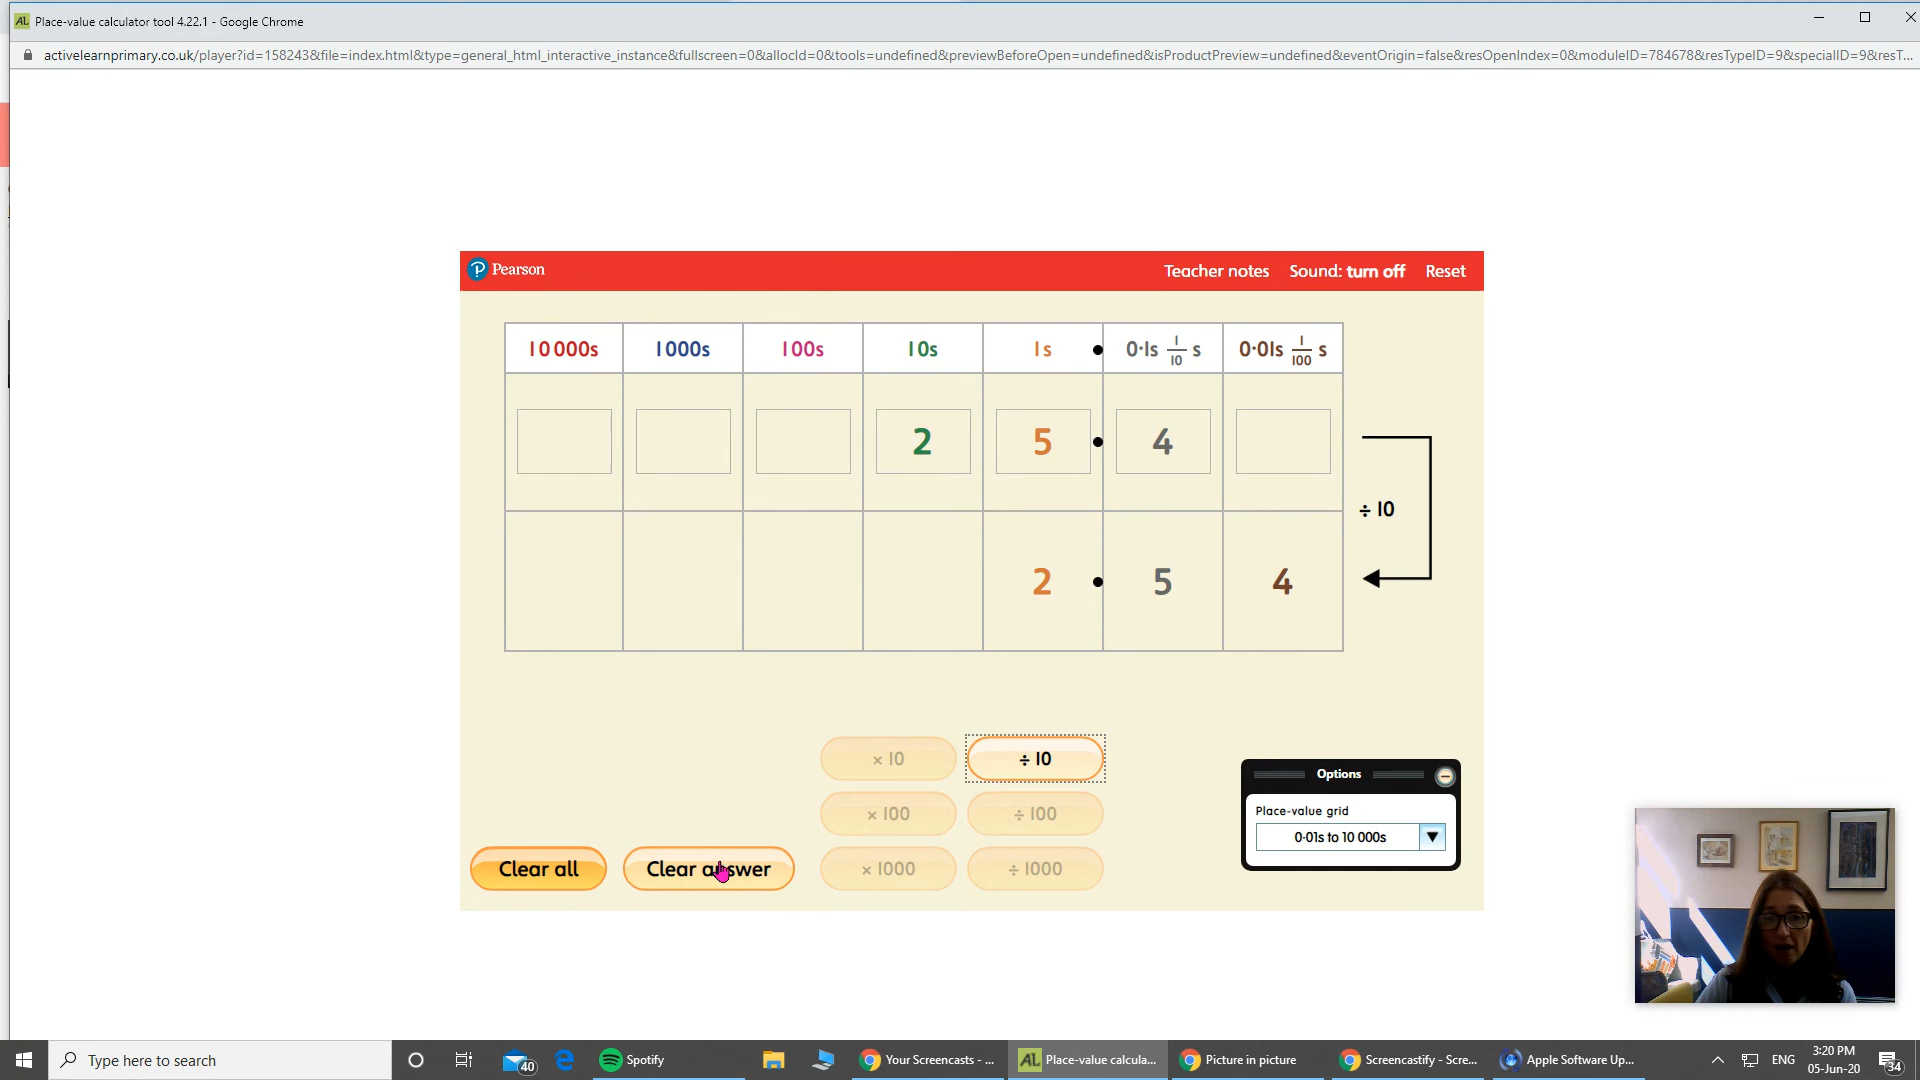 Place-value calculator tool 4.22.1 - Google Chrome
activelearnprimary.co.uk/player?id=158243&file=index.html&type=general_html_interactive_instance&fullscreen=0&allocId=0&tools=undefined&previewBeforeOpen=undefined&isProductPreview=undefined&eventOrigin=false&resOpenIndex=0&moduleID=784678&resTypeID=9&specialID=9&resT...
Pearson
Teacher notes Sound: turn off Reset
10 000s 1000s 100s 10s 1s • 0·1s 1/10 s 0·01s 1/100 s
2 5 • 4
÷ 10
2 • 5 4
× 10 ÷ 10
Options
Place-value grid
× 100 ÷ 100
0·01s to 10 000s
Clear all Clear answer × 1000 ÷ 1000
Type here to search 40 Spotify Your Screencasts - ... Place-value calcula... Picture in picture Screencastify - Scre... Apple Software Up... ENG 3:20 PM 34
05-Jun-20